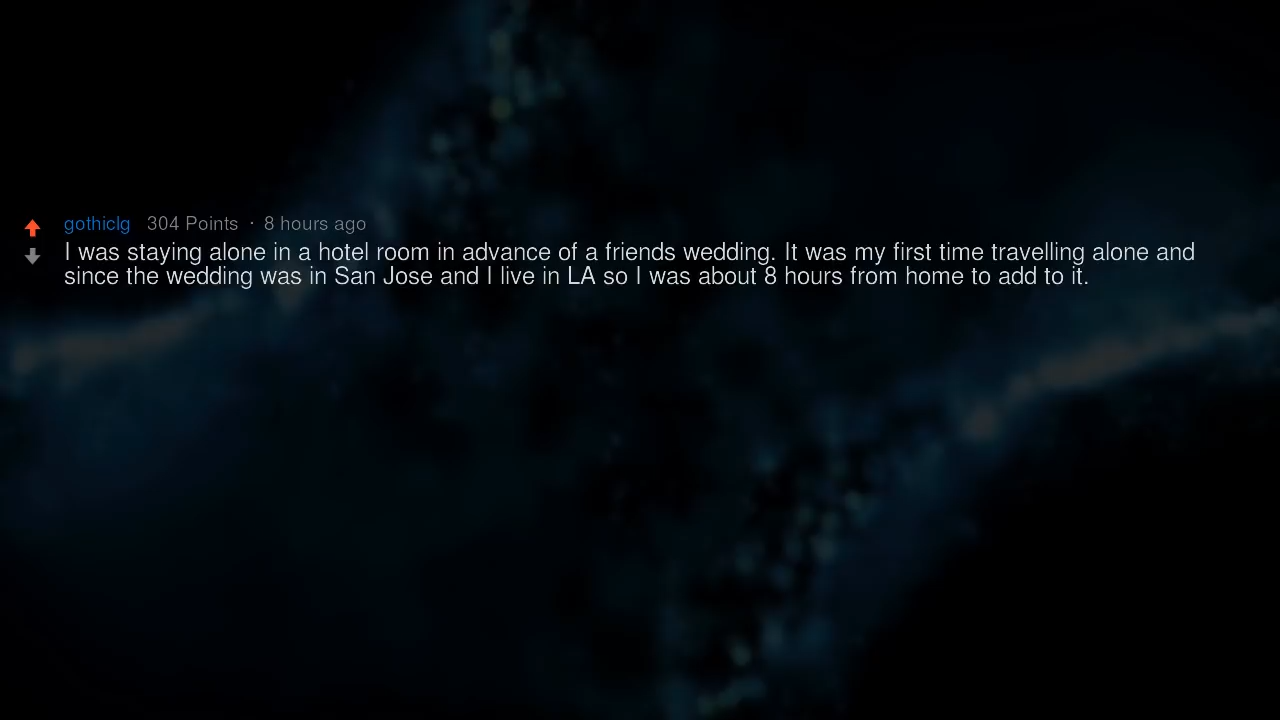 gothiclg 304 Points · 8 hours ago
I was staying alone in a hotel room in advance of a friends wedding. It was my first time travelling alone and
since the wedding was in San Jose and I live in LA so I was about 8 hours from home to add to it.